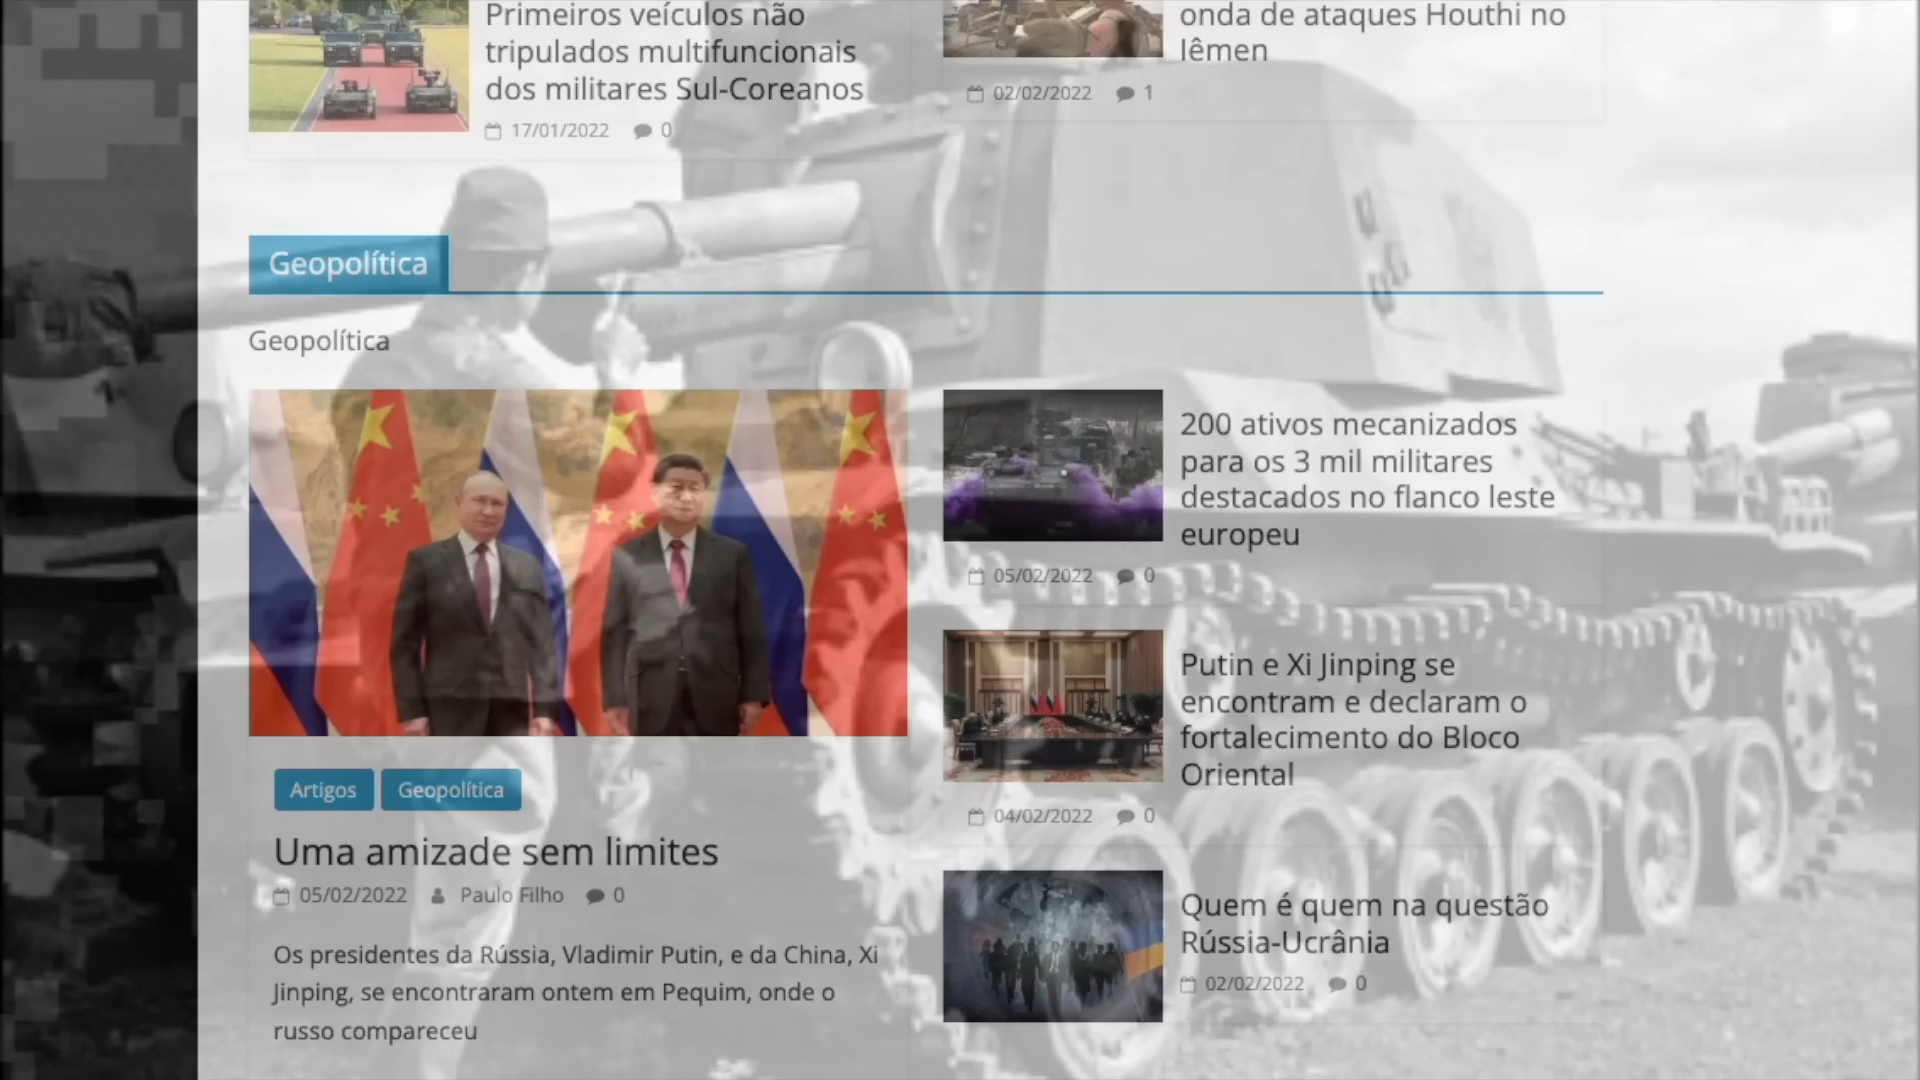 Primeiros veículos não
tripulados multifuncionais
dos militares Sul-Coreanos
17/01/2022 0
onda de ataques Houthi no
Iêmen
02/02/2022 1
Geopolítica
Geopolítica
Artigos Geopolítica
Uma amizade sem limites
05/02/2022 Paulo Filho 0
Os presidentes da Rússia, Vladimir Putin, e da China, Xi
Jinping, se encontraram ontem em Pequim, onde o
russo compareceu
200 ativos mecanizados
para os 3 mil militares
destacados no flanco leste
europeu
05/02/2022 0
Putin e Xi Jinping se
encontram e declaram o
fortalecimento do Bloco
Oriental
04/02/2022 0
Quem é quem na questão
Rússia-Ucrânia
02/02/2022 0